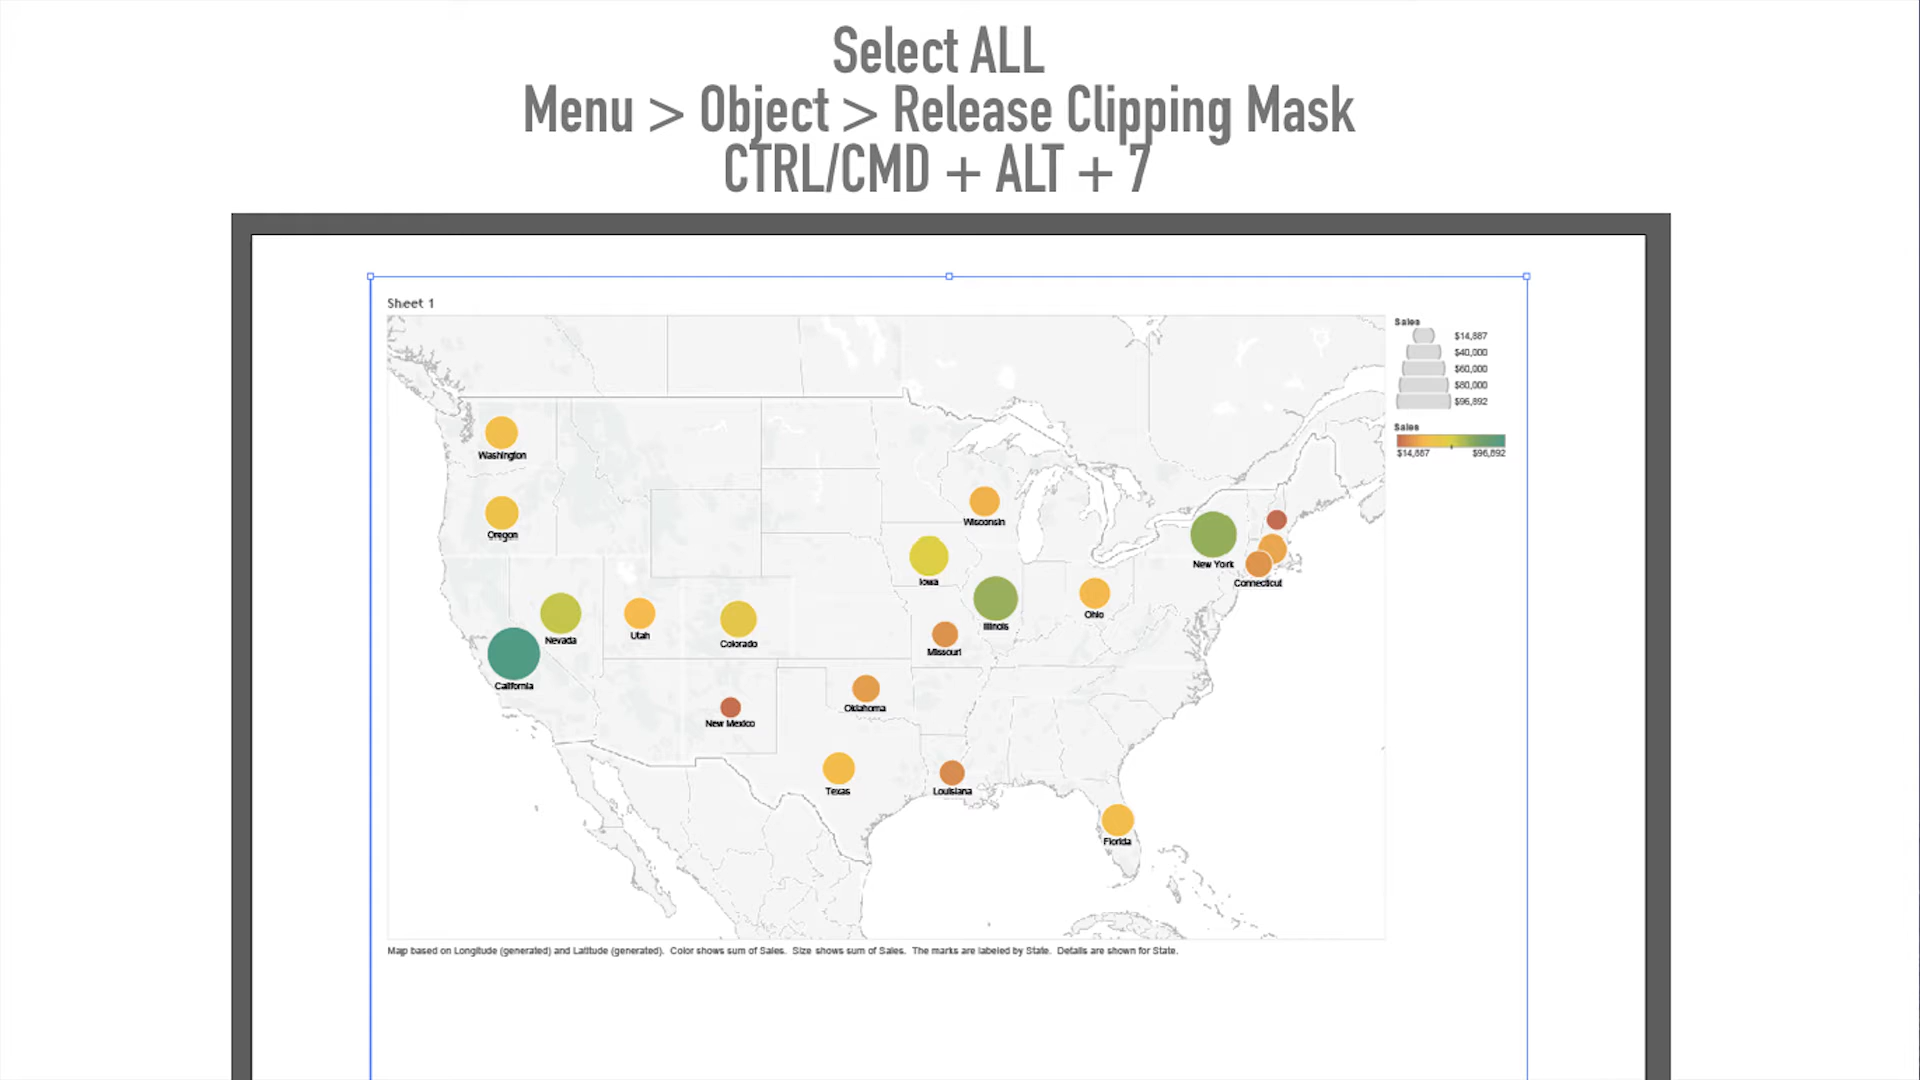 Select ALL
Menu > Object > Release Clipping Mask
CTRL/CMD + ALT + 7
Sheet 1
Sales
$14,887
$40,000
$60,000
$80,000
$96,892
Sales
$14,887 $96,892
Washington
Oregon
Wisconsin
New York
Iowa
Connecticut
Illinois
Ohio
Nevada
Utah
Colorado
Missouri
California
Oklahoma
New Mexico
Texas
Louisiana
Florida
Map based on Longitude (generated) and Latitude (generated). Color shows sum of Sales. Size shows sum of Sales. The marks are labeled by State. Details are shown for State.